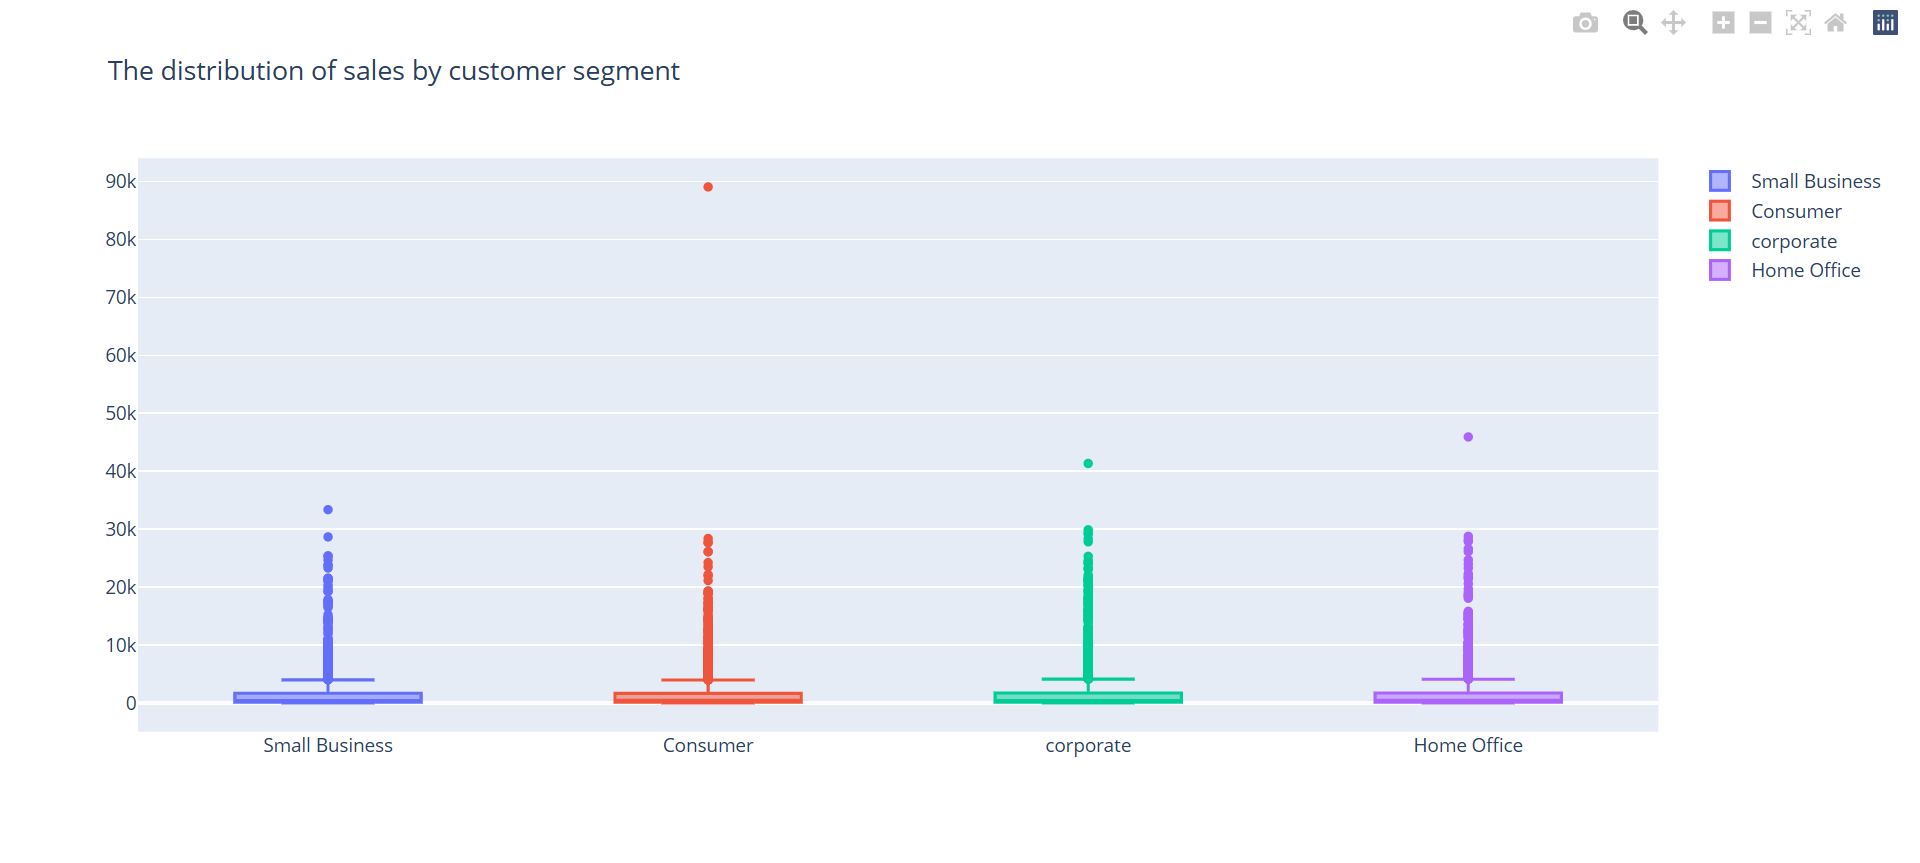 The distribution of sales by customer segment
90k
80k
70k
60k
50k
40k
30k
20k
10k
0
Small Business
Consumer
corporate
Home Office
Small Business
Consumer
corporate
Home Office